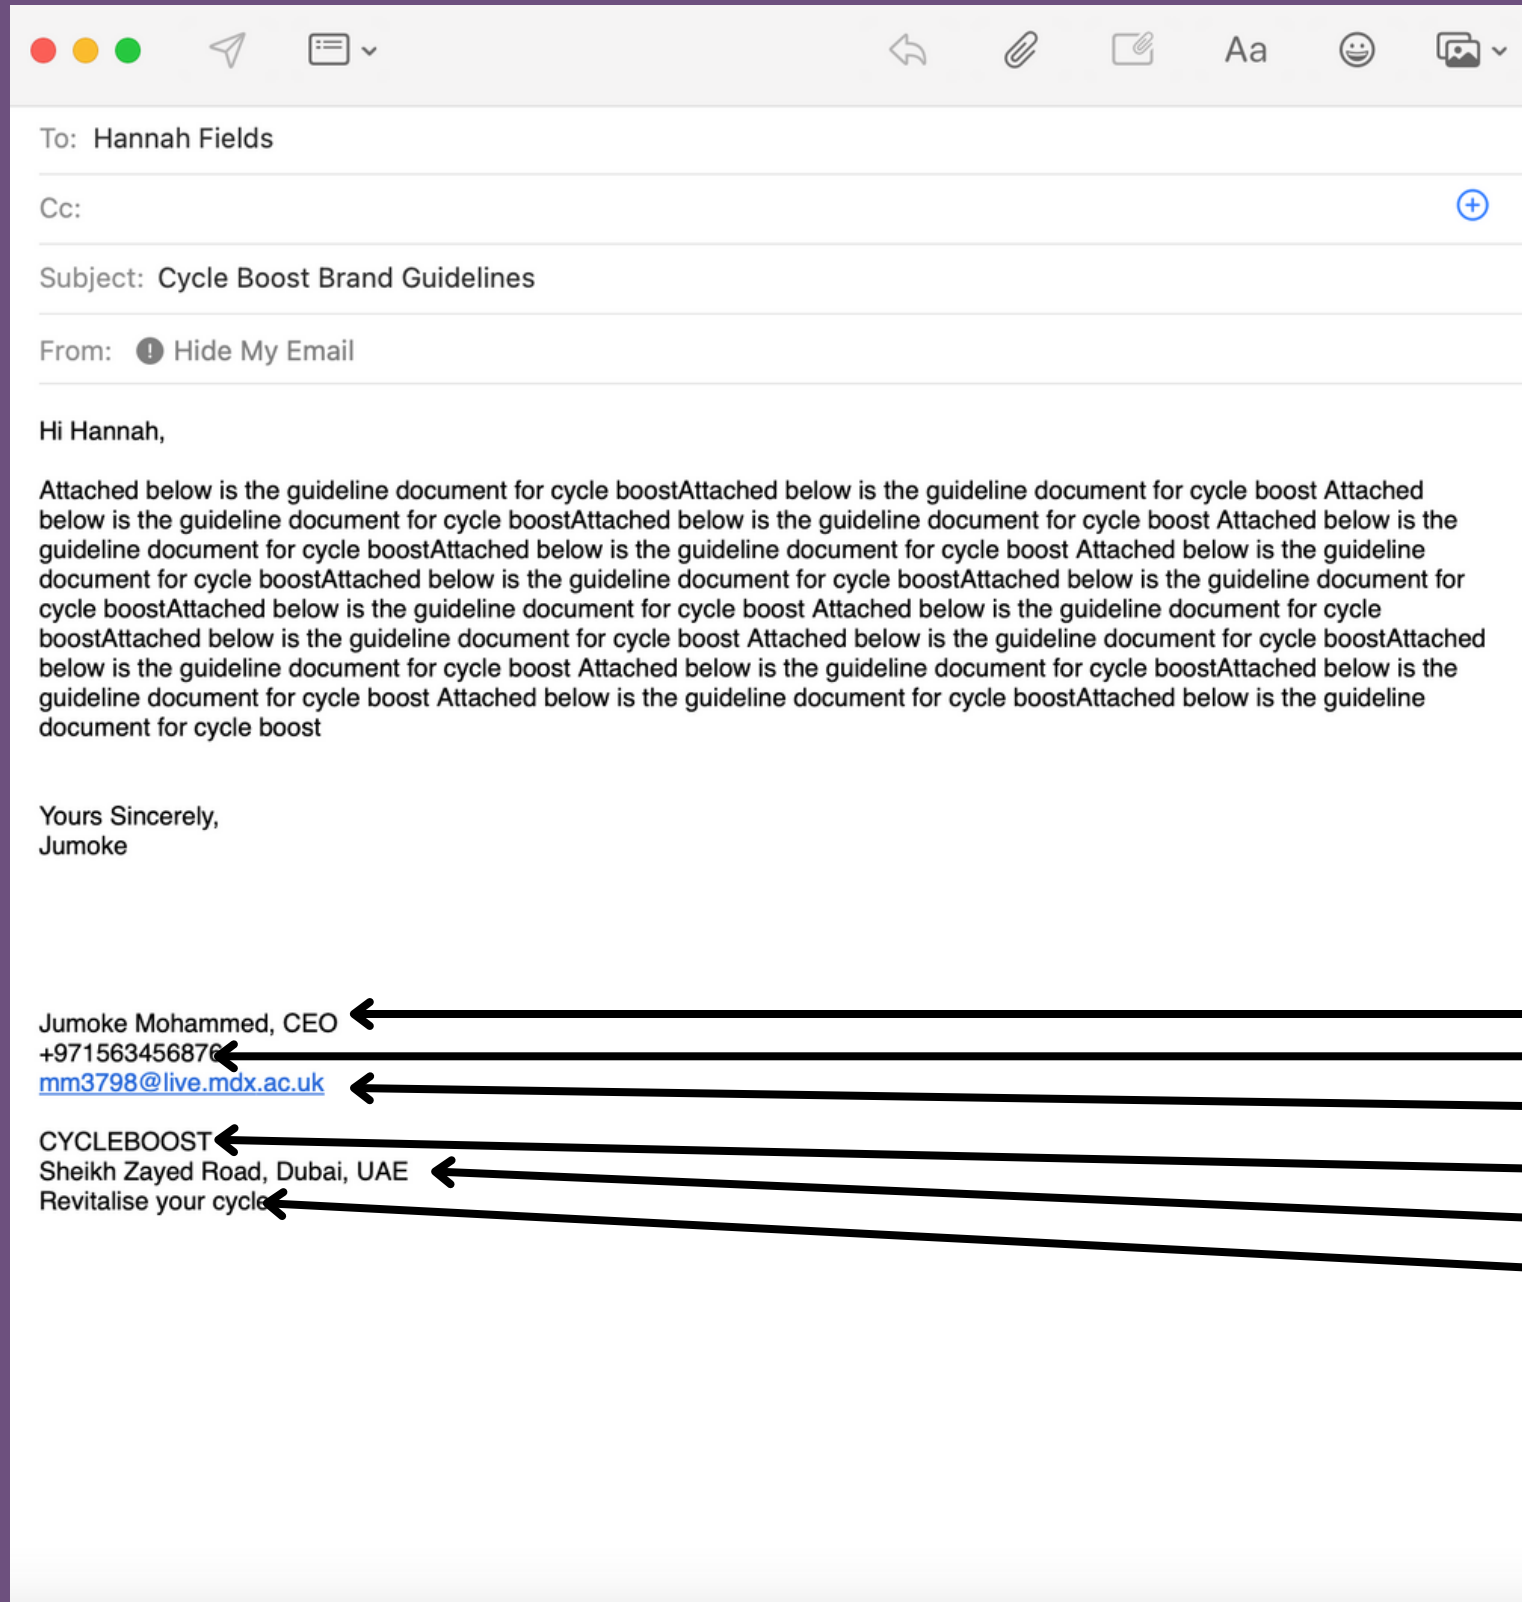 Aa
To: Hannah Fields
Cc:
Subject: Cycle Boost Brand Guidelines
From: Hide My Email
Hi Hannah,
Attached below is the guideline document for cycle boostAttached below is the guideline document for cycle boost Attached
below is the guideline document for cycle boostAttached below is the guideline document for cycle boost Attached below is the
guideline document for cycle boostAttached below is the guideline document for cycle boost Attached below is the guideline
document for cycle boostAttached below is the guideline document for cycle boostAttached below is the guideline document for
cycle boostAttached below is the guideline document for cycle boost Attached below is the guideline document for cycle
boostAttached below is the guideline document for cycle boost Attached below is the guideline document for cycle boostAttached
below is the guideline document for cycle boost Attached below is the guideline document for cycle boostAttached below is the
guideline document for cycle boost Attached below is the guideline document for cycle boostAttached below is the guideline
document for cycle boost
Yours Sincerely,
Jumoke
Jumoke Mohammed, CEO
+971563456876
mm3798@live.mdx.ac.uk
CYCLEBOOST
Sheikh Zayed Road, Dubai, UAE
Revitalise your cycle